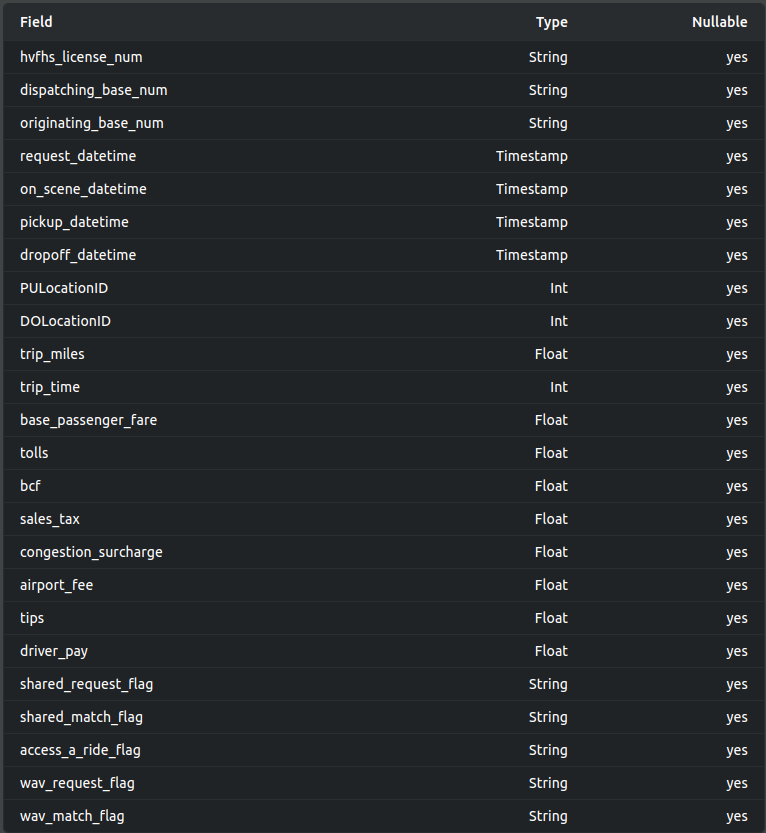 Field Type Nullable
hvfhs_license_num String yes
dispatching_base_num String yes
originating_base_num String yes
request_datetime Timestamp yes
on_scene_datetime Timestamp yes
pickup_datetime Timestamp yes
dropoff_datetime Timestamp yes
PULocationID Int yes
DOLocationID Int yes
trip_miles Float yes
trip_time Int yes
base_passenger_fare Float yes
tolls Float yes
bcf Float yes
sales_tax Float yes
congestion_surcharge Float yes
airport_fee Float yes
tips Float yes
driver_pay Float yes
shared_request_flag String yes
shared_match_flag String yes
access_a_ride_flag String yes
wav_request_flag String yes
wav_match_flag String yes